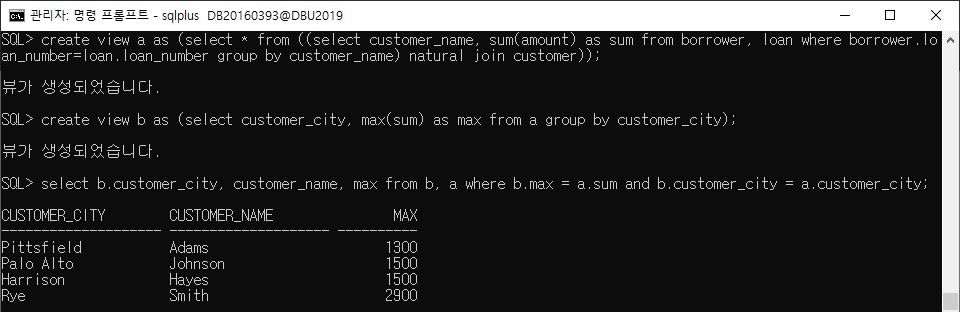 관리자: 명령 프롬프트 - sqlplus DB20160393@DBU2019
SQL> create view a as (select * from ((select customer_name, sum(amount) as sum from borrower, loan where borrower.lo
an_number=loan.loan_number group by customer_name) natural join customer));
뷰가 생성되었습니다.
SQL> create view b as (select customer_city, max(sum) as max from a group by customer_city);
뷰가 생성되었습니다.
SQL> select b.customer_city, customer_name, max from b, a where b.max = a.sum and b.customer_city = a.customer_city;
CUSTOMER_CITY CUSTOMER_NAME MAX
-------------------- -------------------- ----------
Pittsfield Adams 1300
Palo Alto Johnson 1500
Harrison Hayes 1500
Rye Smith 2900